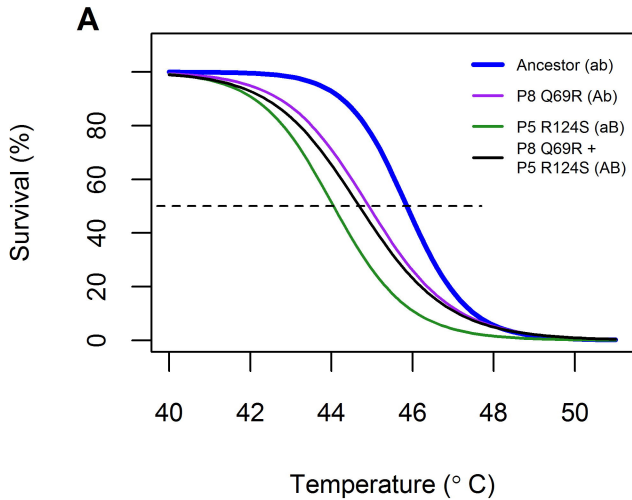 A
Ancestor (ab)
P8 Q69R (Ab)
P5 R124S (aB)
P8 Q69R +
P5 R124S (AB)
Survival (%)
80
60
40
20
0
40 42 44 46 48 50
Temperature (° C)